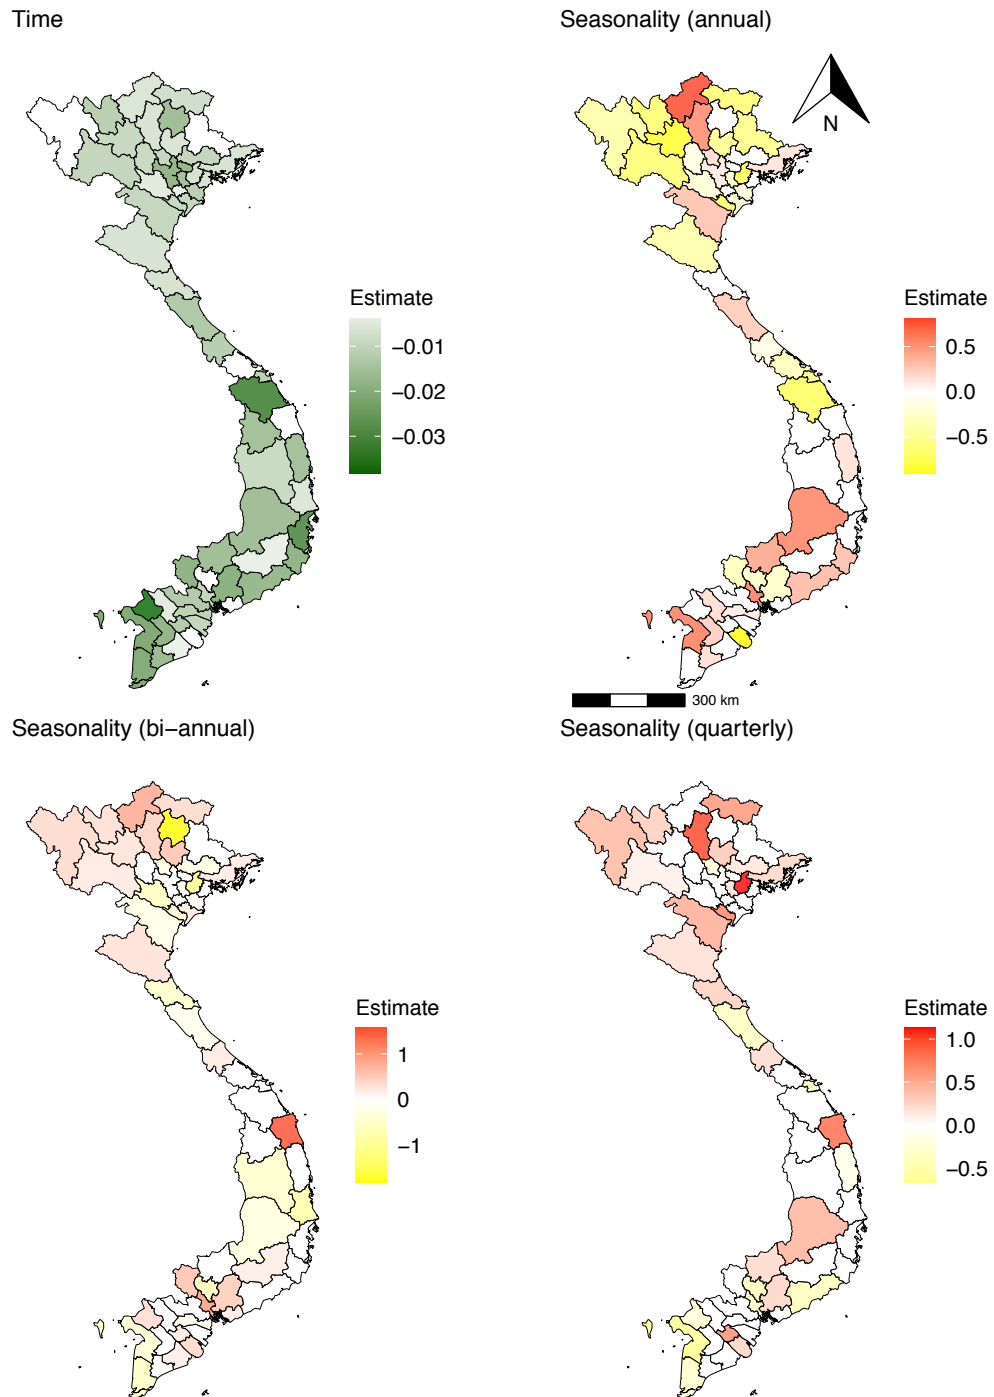 Time
Seasonality (annual)
N
Estimate
−0.01
−0.02
−0.03
Estimate
0.5
0.0
−0.5
300 km
Seasonality (bi−annual)
Seasonality (quarterly)
Estimate
1
0
−1
Estimate
1.0
0.5
0.0
−0.5